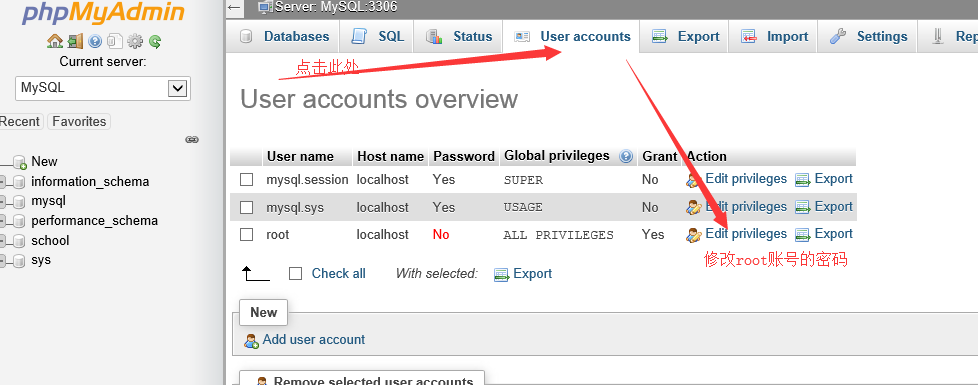 phpMyAdmin
Current server:
MySQL
Recent Favorites
New
information_schema
mysql
performance_schema
school
sys
Server: MySQL:3306
Databases SQL Status User accounts Export Import Settings Rep
点击此处
User accounts overview
User name Host name Password Global privileges Grant Action
mysql.session localhost Yes SUPER No Edit privileges Export
mysql.sys localhost Yes USAGE No Edit privileges Export
root localhost No ALL PRIVILEGES Yes Edit privileges Export
修改root账号的密码
Check all With selected: Export
New
Add user account
Remove selected user accounts